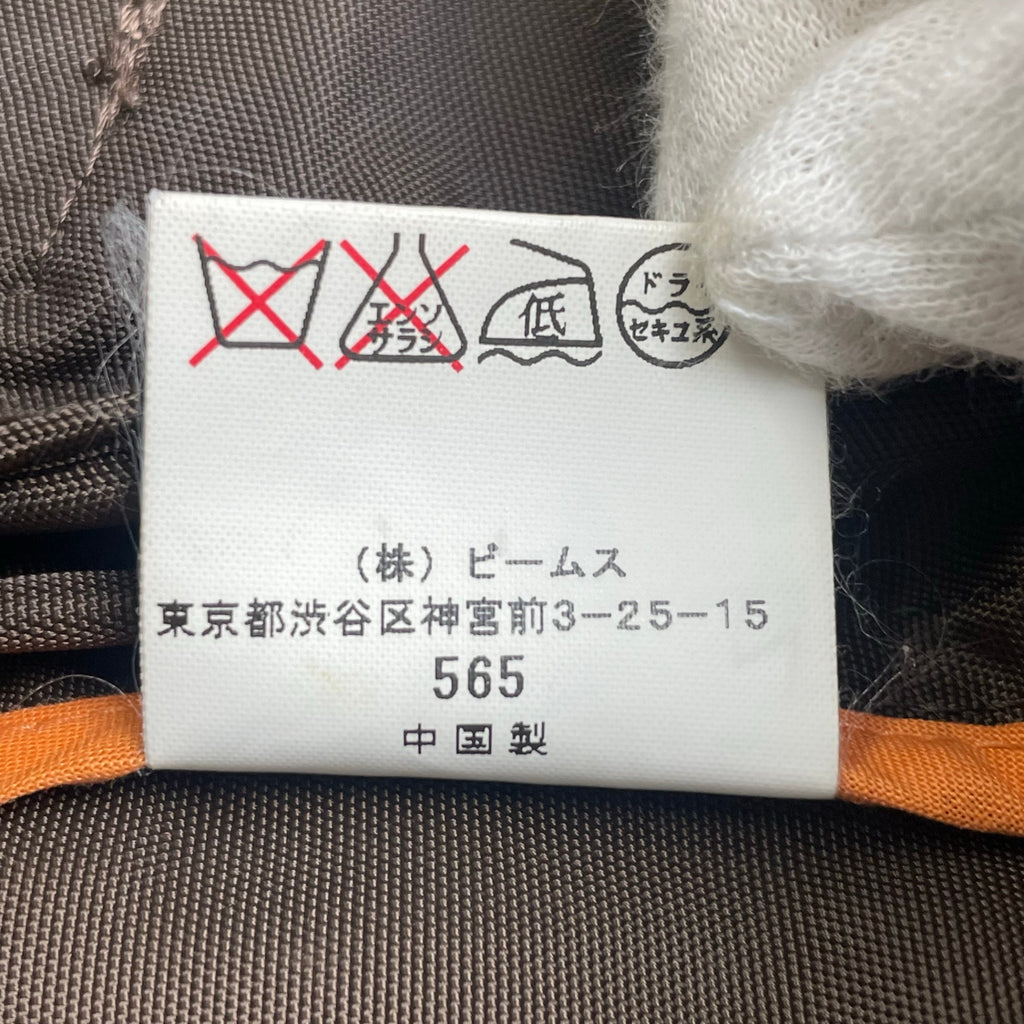 エンソ
サラシ
低
ドラ
セキユ系
(株) ビームス
東京都渋谷区神宮前3-25-15
565
中国製